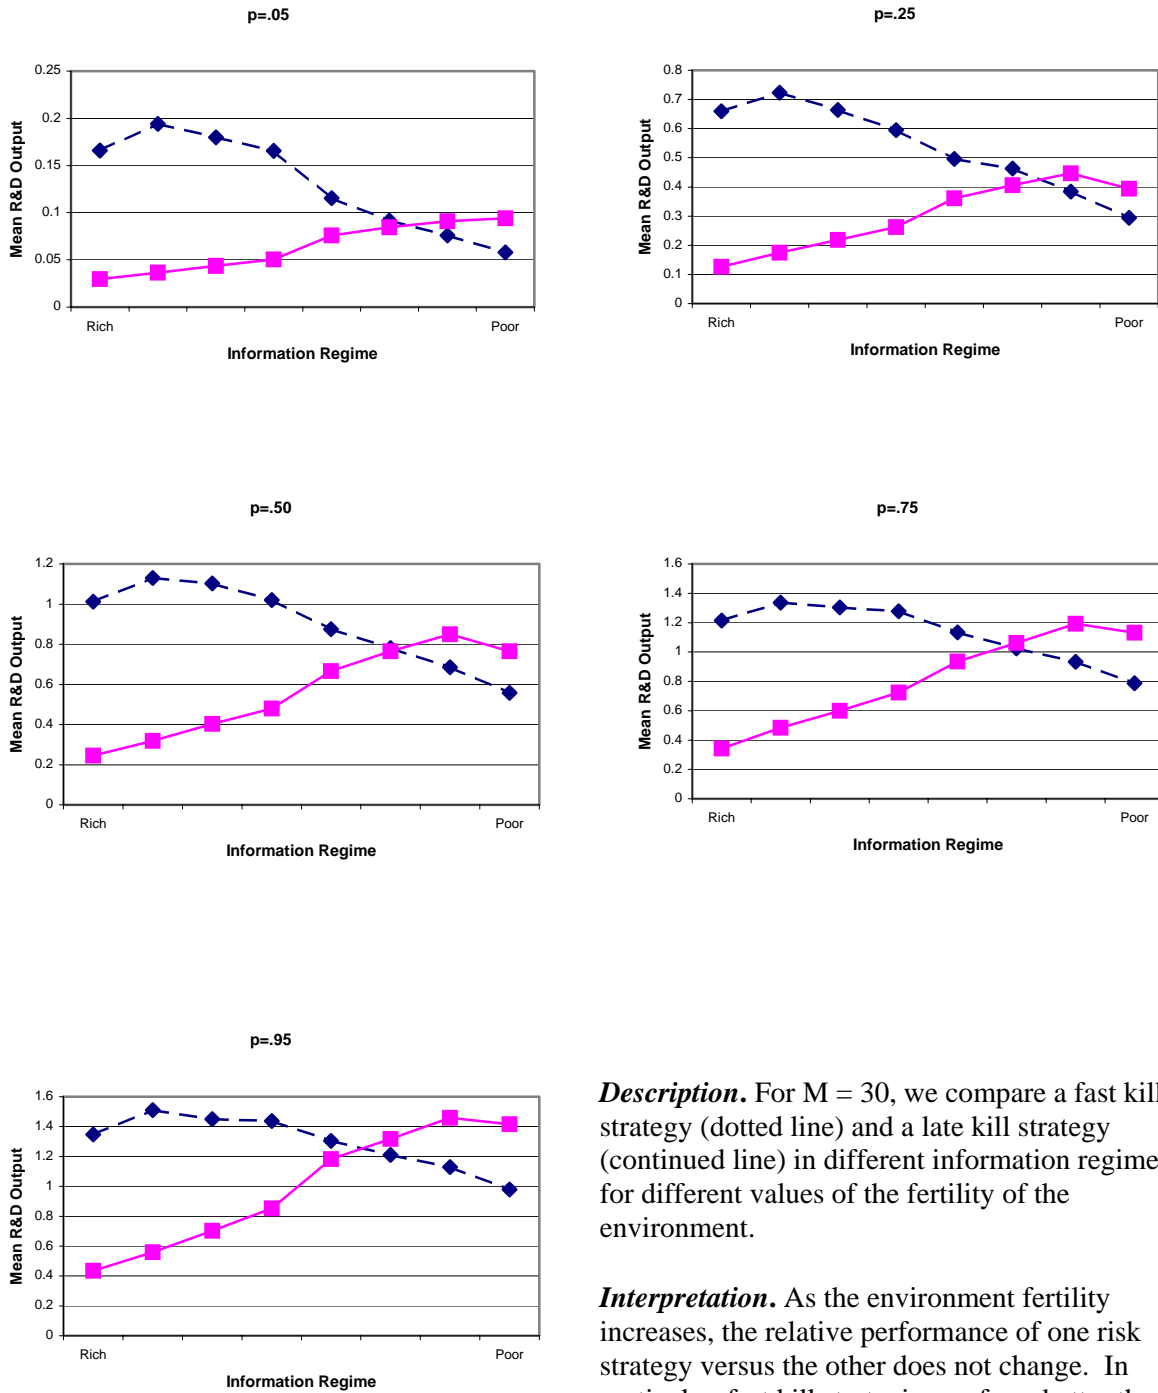 p=.05
0.25
0.2
0.15
0.1
0.05
0
Mean R&D Output
Rich
Poor
Information Regime
p=.25
0.8
0.7
0.6
0.5
0.4
0.3
0.2
0.1
0
Mean R&D Output
Rich
Poor
Information Regime
p=.50
1.2
1
0.8
0.6
0.4
0.2
0
Mean R&D Output
Rich
Poor
Information Regime
p=.75
1.6
1.4
1.2
1
0.8
0.6
0.4
0.2
0
Mean R&D Output
Rich
Poor
Information Regime
p=.95
1.6
1.4
1.2
1
0.8
0.6
0.4
0.2
0
Mean R&D Output
Rich
Poor
Information Regime
Description. For M = 30, we compare a fast kill
strategy (dotted line) and a late kill strategy
(continued line) in different information regime
for different values of the fertility of the
environment.
Interpretation. As the environment fertility
increases, the relative performance of one risk
strategy versus the other does not change. In